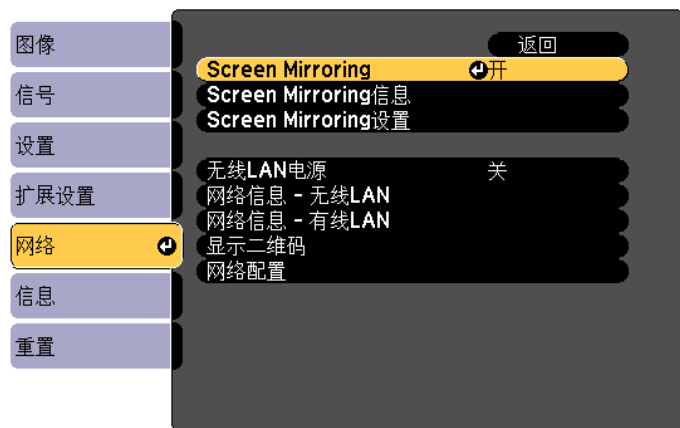 图像
信号
设置
扩展设置
网络
信息
重置
返回
Screen Mirroring 开
Screen Mirroring信息
Screen Mirroring设置
无线LAN电源 关
网络信息 - 无线LAN
网络信息 - 有线LAN
显示二维码
网络配置